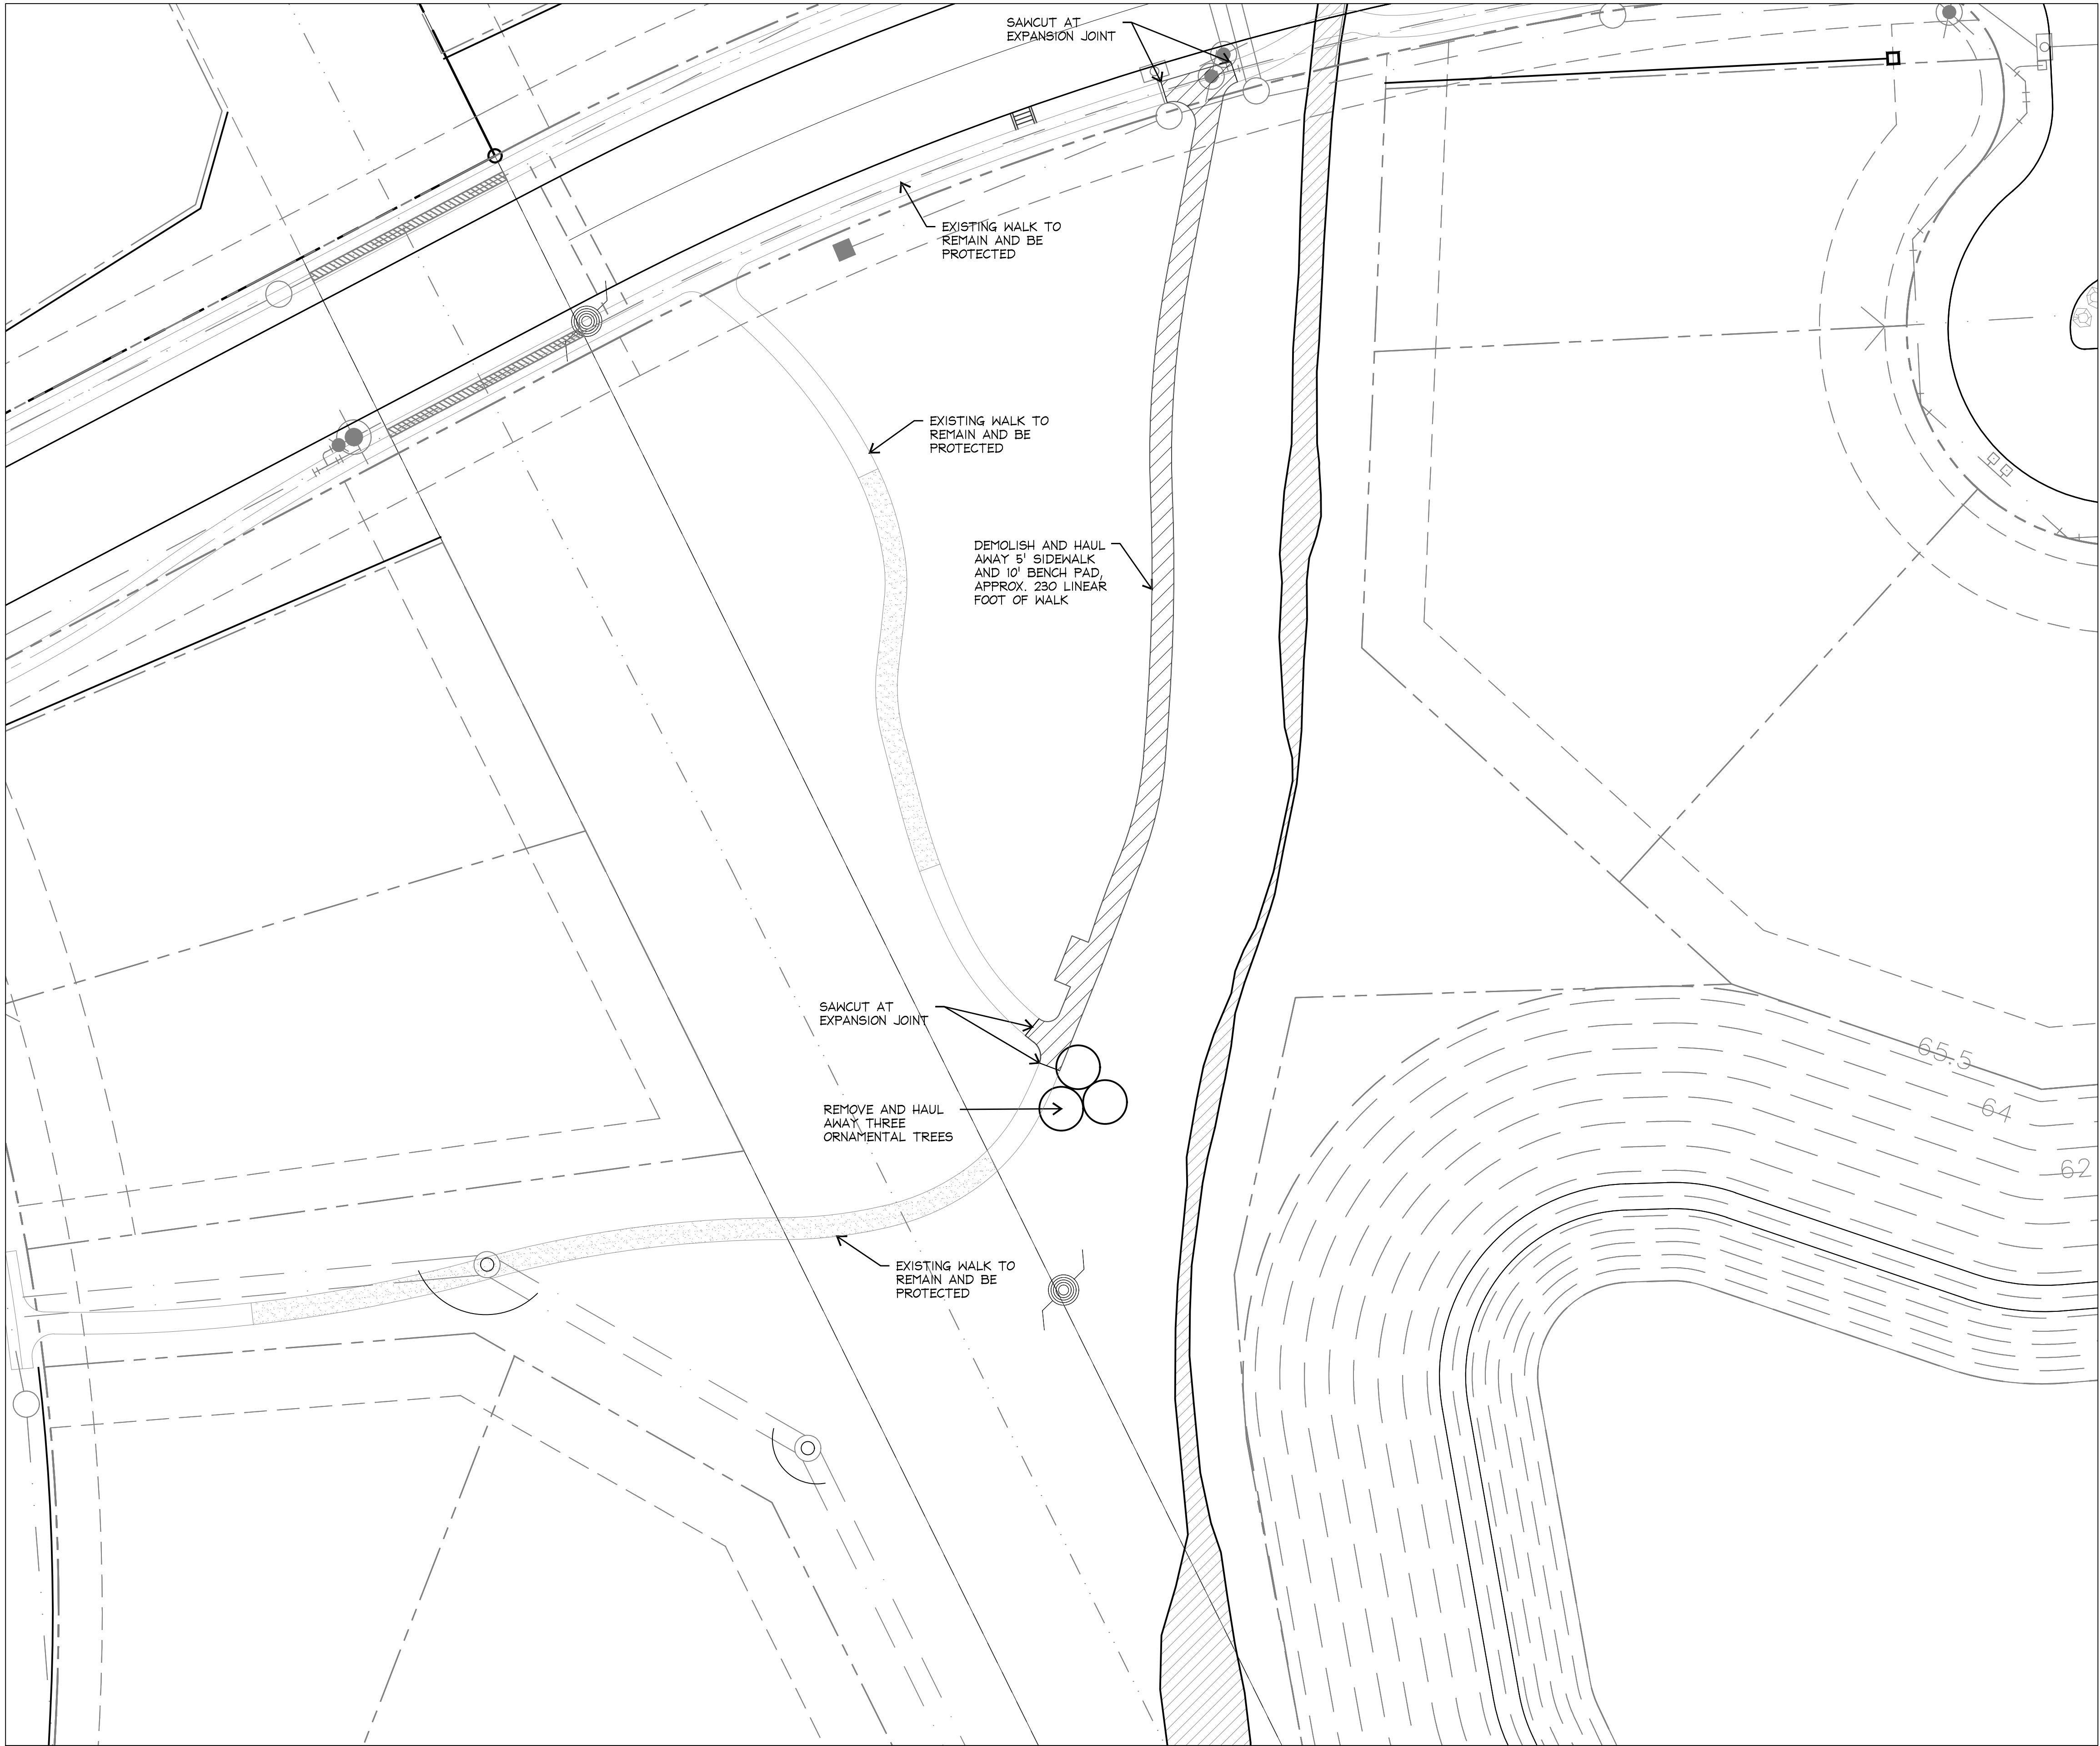 SAWCUT AT
EXPANSION JOINT
EXISTING WALK TO
REMAIN AND BE
PROTECTED
EXISTING WALK TO
REMAIN AND BE
PROTECTED
DEMOLISH AND HAUL
AWAY 5' SIDEWALK
AND 10' BENCH PAD,
APPROX. 230 LINEAR
FOOT OF WALK
SAWCUT AT
EXPANSION JOINT
65.5
64
62
REMOVE AND HAUL
AWAY THREE
ORNAMENTAL TREES
EXISTING WALK TO
REMAIN AND BE
PROTECTED